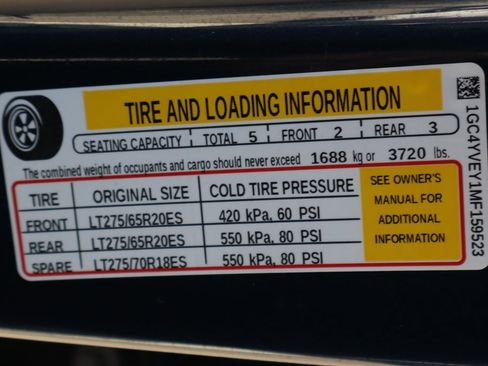 TIRE AND LOADING INFORMATION
SEATING CAPACITY TOTAL 5 FRONT 2 REAR 3
The combined weight of occupants and cargo should never exceed 1688 kg or 3720 lbs.
TIRE ORIGINAL SIZE COLD TIRE PRESSURE
FRONT LT275/65R20ES 420 kPa, 60 PSI
REAR LT275/65R20ES 550 kPa, 80 PSI
SPARE LT275/70R18ES 550 kPa, 80 PSI
SEE OWNER'S
MANUAL FOR
ADDITIONAL
INFORMATION
1GC4YVEY1MF159523